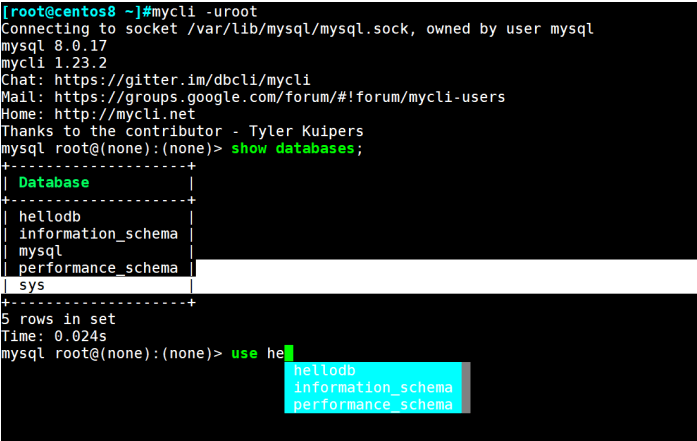 [root@centos8 ~]#mycli -uroot
Connecting to socket /var/lib/mysql/mysql.sock, owned by user mysql
mysql 8.0.17
mycli 1.23.2
Chat: https://gitter.im/dbcli/mycli
Mail: https://groups.google.com/forum/#!forum/mycli-users
Home: http://mycli.net
Thanks to the contributor - Tyler Kuipers
mysql root@(none):(none)> show databases;
+--------------------+
| Database           |
+--------------------+
| hellodb            |
| information_schema |
| mysql              |
| performance_schema |
| sys                |
+--------------------+
5 rows in set
Time: 0.024s
mysql root@(none):(none)> use he
hellodb
information_schema
performance_schema